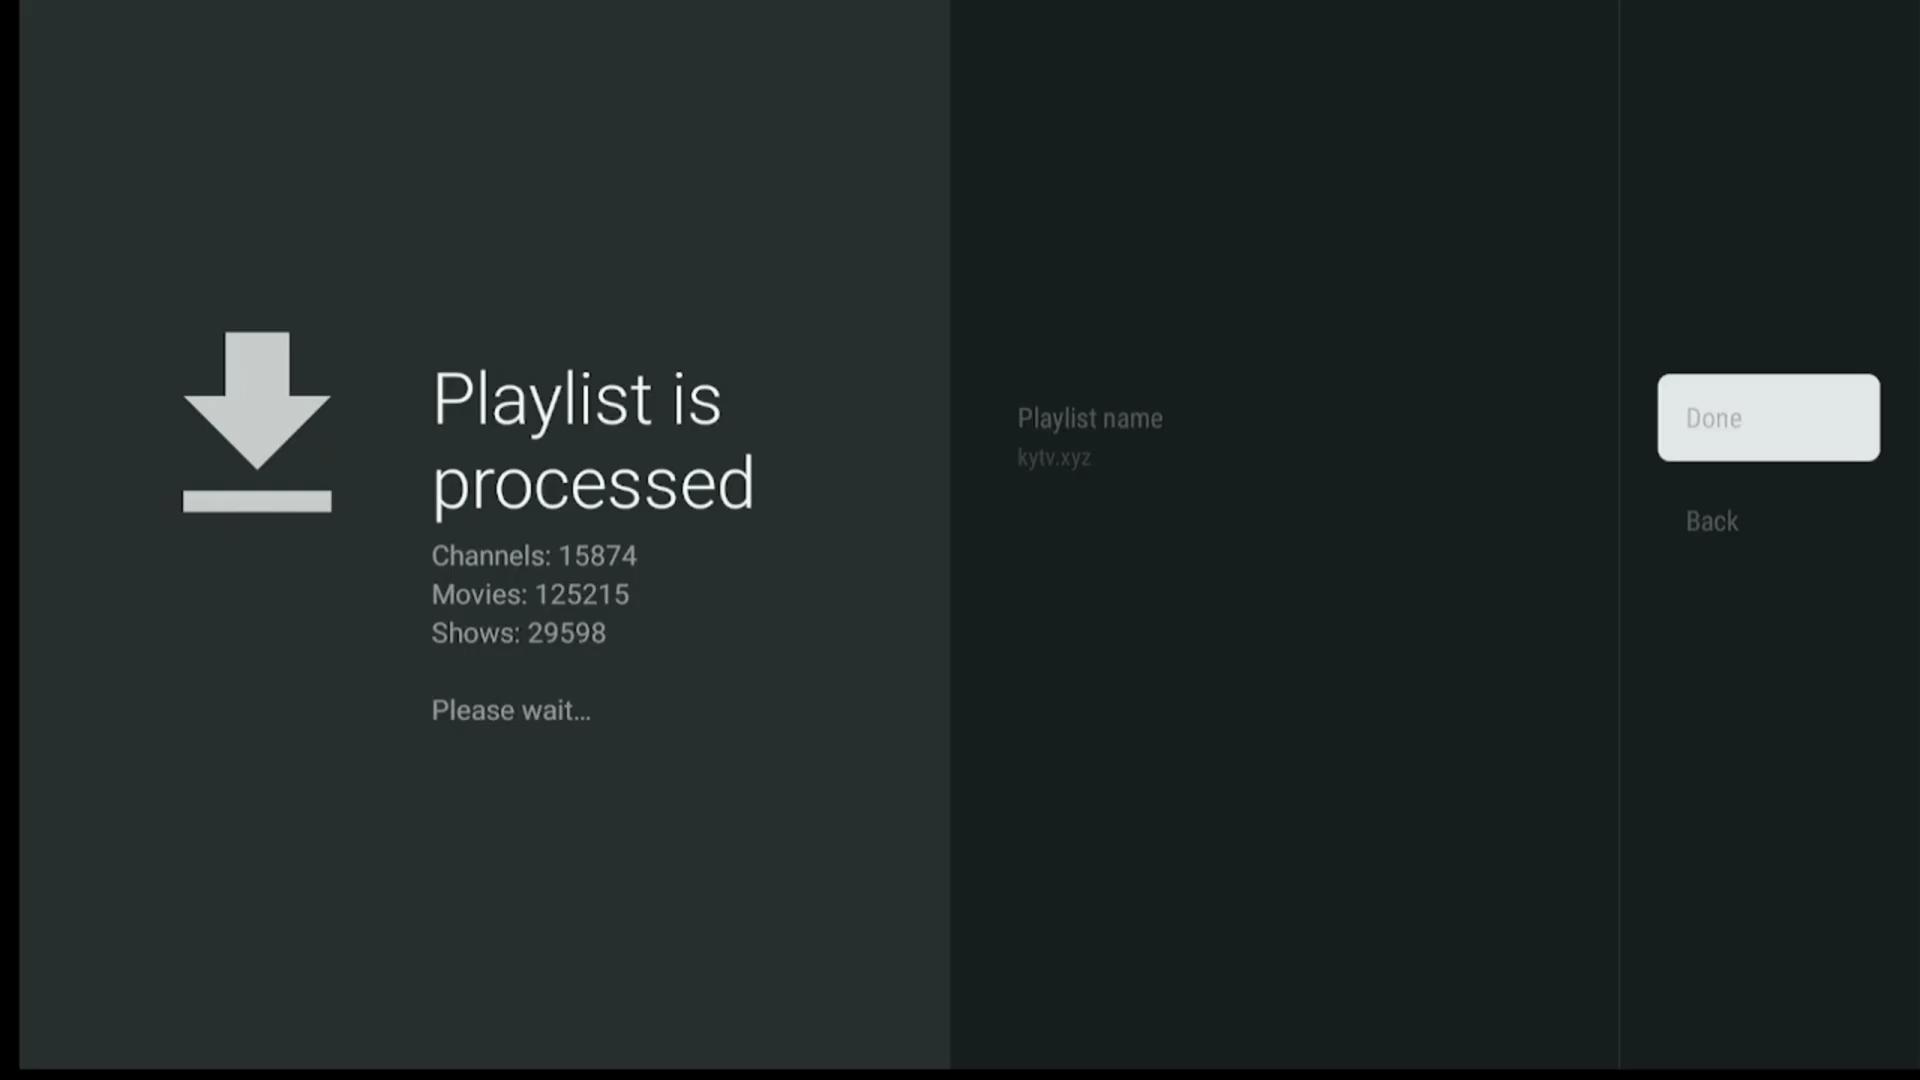 Playlist is
processed
Channels: 15874
Movies: 125215
Shows: 29598
Please wait...
Playlist name
kytv.xyz
Done
Back